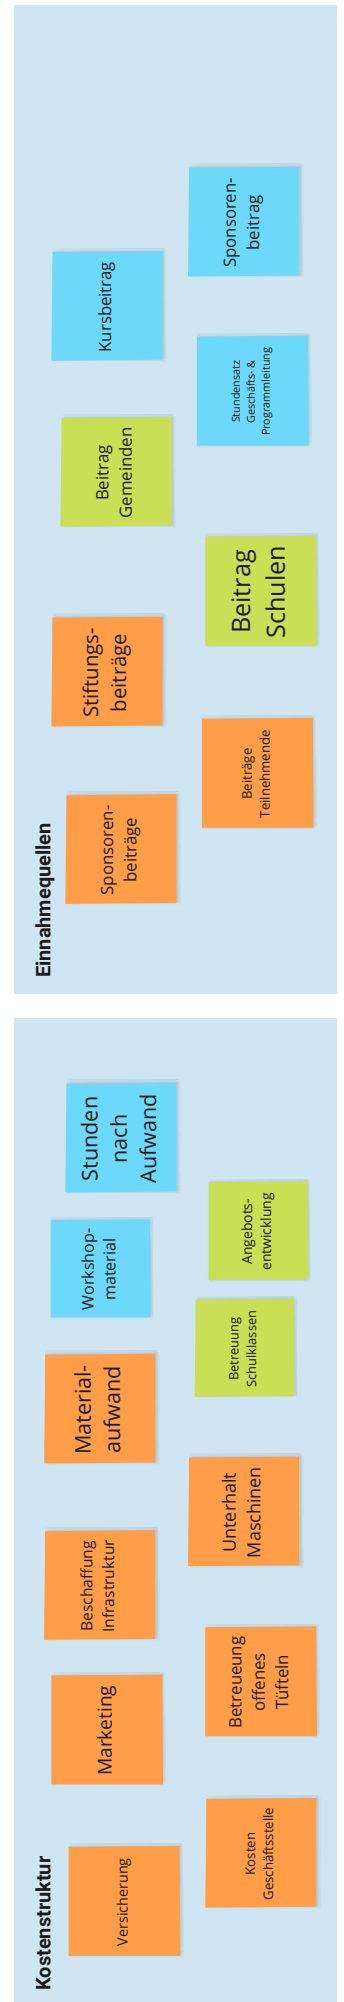 Kostenstruktur
Versicherung
Marketing
Beschaffung
Infrastruktur
Material-
aufwand
Workshop-
material
Stunden
nach
Aufwand
Kosten
Geschäftsstelle
Betreueung
offenes
Tüfteln
Unterhalt
Maschinen
Betreuung
Schulklassen
Angebots-
entwicklung
Einnahmequellen
Sponsoren-
beiträge
Stiftungs-
beiträge
Beitrag
Gemeinden
Kursbeitrag
Beiträge
Teilnehmende
Beitrag
Schulen
Stundensatz
Geschäfts- &
Programmleitung
Sponsoren-
beitrag